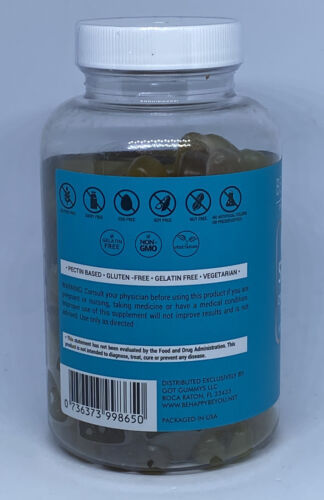 GLUTEN FREE
DAIRY FREE
EGG FREE
SOY FREE
NUT FREE
NO ARTIFICIAL COLORS
OR PRESERVATIVES
GELATIN
FREE
NON-
GMO
VEGETARIAN
• PECTIN BASED • GLUTEN -FREE • GELATIN FREE • VEGETARIAN •
WARNING: Consult your physician before using this product if you are
pregnant or nursing, taking medicine or have a medical condition.
Improper use of this supplement will not improve results and is not
advised. Use only as directed
• This statement has not been evaluated by the Food and Drug Administration. This
product is not intended to diagnose, treat, cure or prevent any disease.
0 736373 998650
DISTRIBUTED EXCLUSIVELY BY
GOT GUMMYS LLC
BOCA RATON, FL 33433
WWW.BEHAPPYBEYOU.NET
PACKAGED IN USA